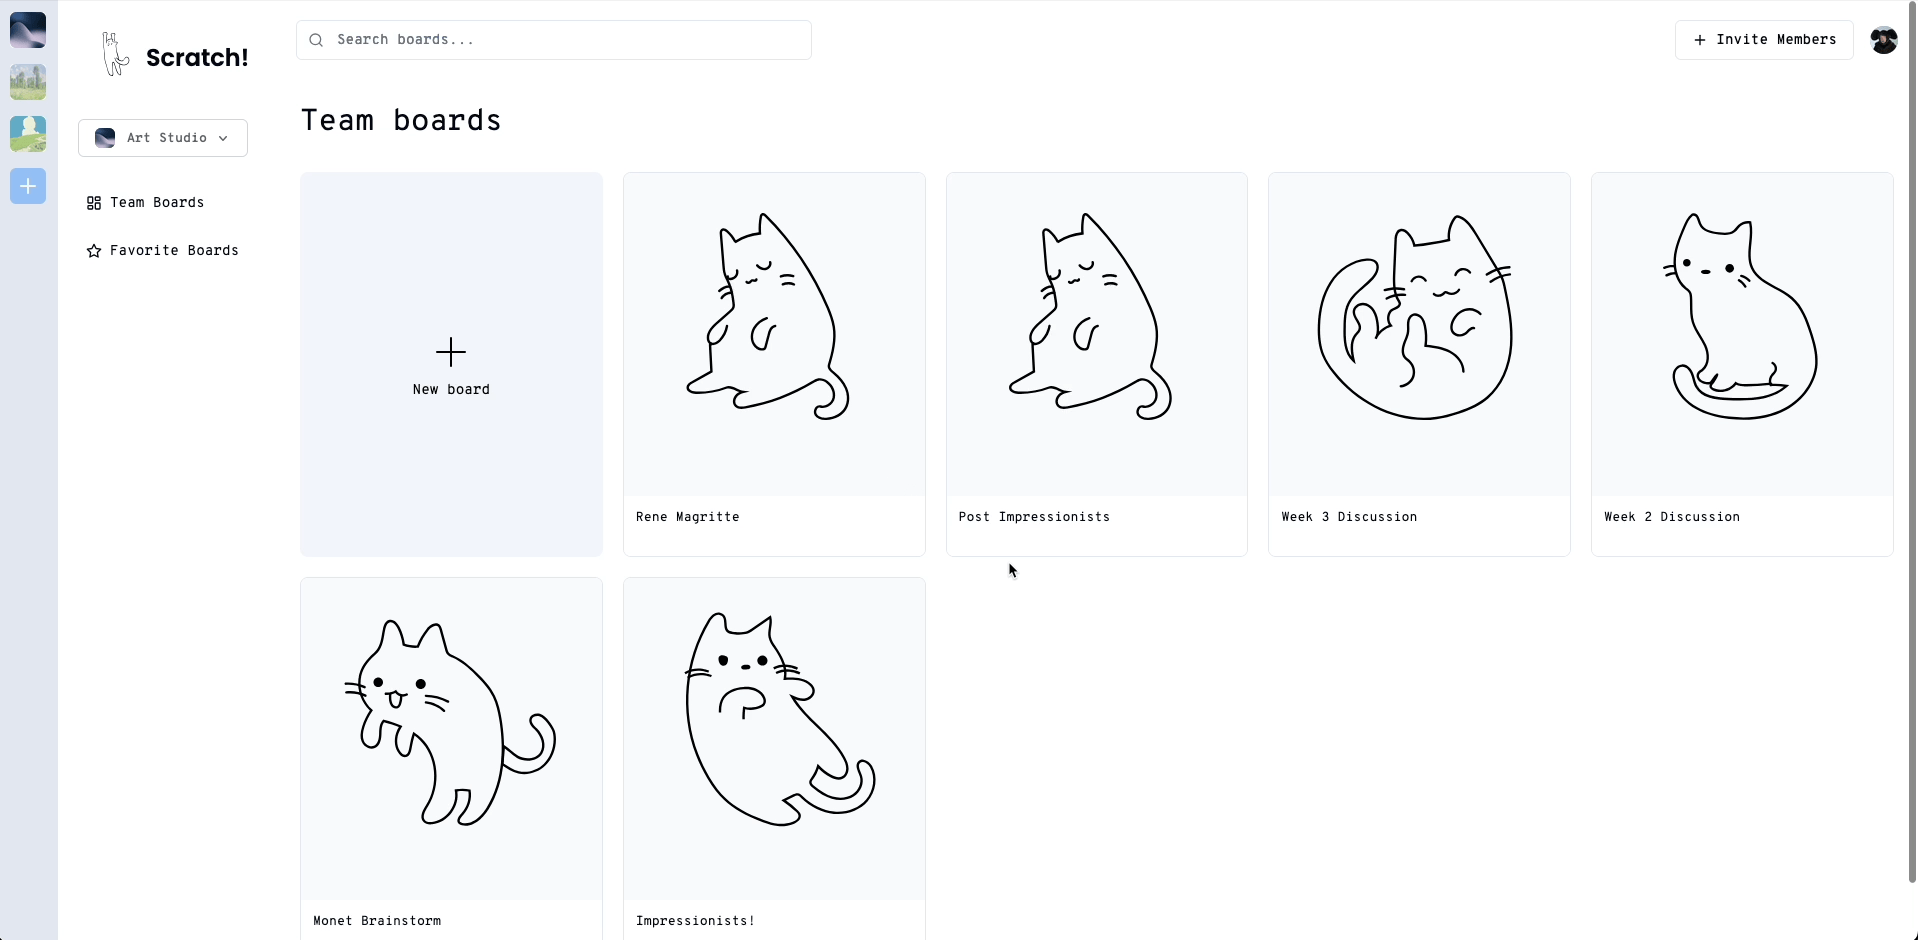 Scratch!
Search boards...
Invite Members
Art Studio
Team Boards
Favorite Boards
Team boards
New board
Rene Magritte
Post Impressionists
Week 3 Discussion
Week 2 Discussion
Monet Brainstorm
Impressionists!